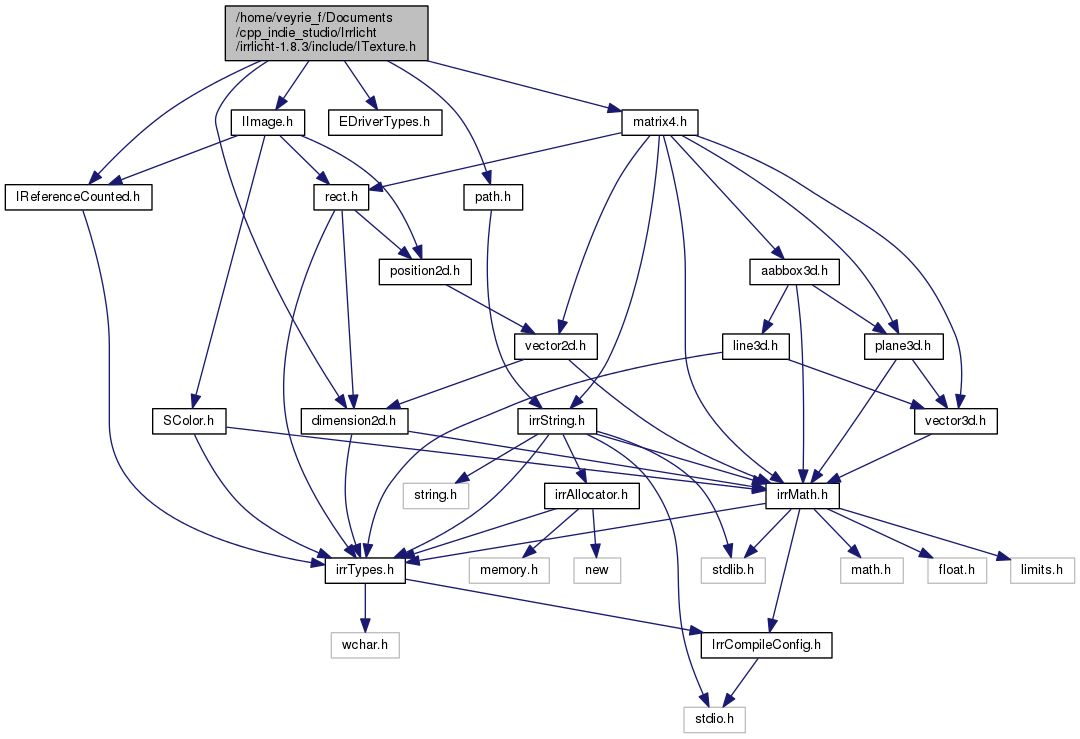 /home/veyrie_f/Documents
/cpp_indie_studio/Irrlicht
/irrlicht-1.8.3/include/ITexture.h
IImage.h
EDriverTypes.h
matrix4.h
IReferenceCounted.h
rect.h
path.h
position2d.h
aabbox3d.h
vector2d.h
line3d.h
plane3d.h
SColor.h
dimension2d.h
irrString.h
vector3d.h
string.h
irrAllocator.h
irrMath.h
irrTypes.h
memory.h
new
stdlib.h
math.h
float.h
limits.h
wchar.h
IrrCompileConfig.h
stdio.h